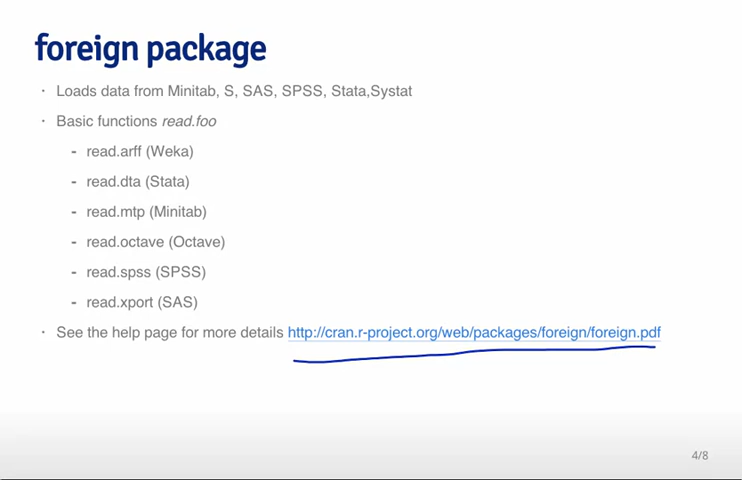 foreign package
· Loads data from Minitab, S, SAS, SPSS, Stata,Systat
· Basic functions read.foo
- read.arff (Weka)
- read.dta (Stata)
- read.mtp (Minitab)
- read.octave (Octave)
- read.spss (SPSS)
- read.xport (SAS)
· See the help page for more details http://cran.r-project.org/web/packages/foreign/foreign.pdf
4/8